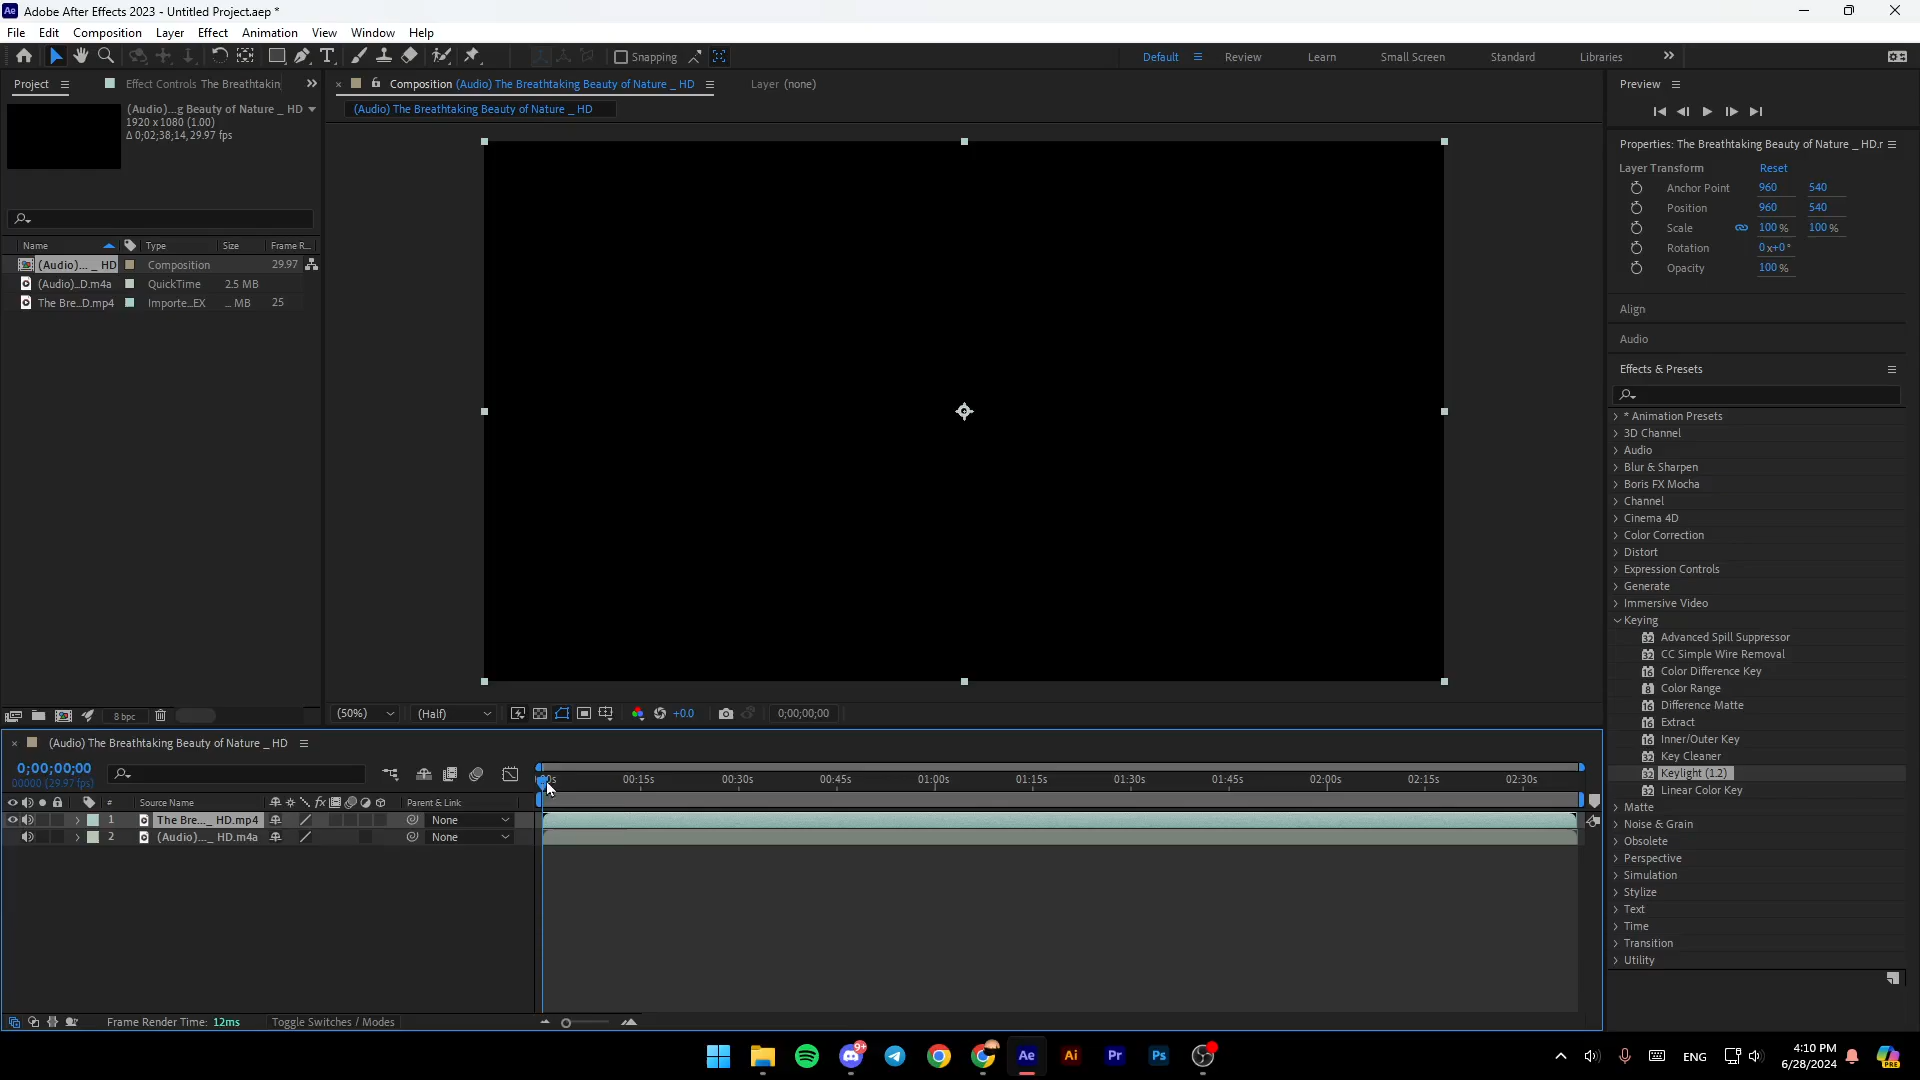 Adobe After Effects 2023 - Untitled Project.aep *
File Edit Composition Layer Effect Animation View Window Help
Snapping
Default Review Learn Small Screen Standard Libraries
Project Effect Controls The Breathtakin
(Audio)...g Beauty of Nature _ HD
1920 x 1080 (1.00)
Δ 0;02;38;14, 29.97 fps
Name Type Size Frame R...
(Audio)... _ HD Composition 29.97
(Audio)...D.m4a QuickTime 2.5 MB
The Bre...D.mp4 Importe...EX ... MB 25
8 bpc
Composition (Audio) The Breathtaking Beauty of Nature _ HD
Layer (none)
(Audio) The Breathtaking Beauty of Nature _ HD
(50%) (Half) +0.0 0;00;00;00
Preview
Properties: The Breathtaking Beauty of Nature _ HD.r
Layer Transform Reset
Anchor Point 960 540
Position 960 540
Scale 100 % 100 %
Rotation 0x+0°
Opacity 100 %
Align
Audio
Effects & Presets
* Animation Presets
3D Channel
Audio
Blur & Sharpen
Boris FX Mocha
Channel
Cinema 4D
Color Correction
Distort
Expression Controls
Generate
Immersive Video
Keying
Advanced Spill Suppressor
CC Simple Wire Removal
Color Difference Key
Color Range
Difference Matte
Extract
Inner/Outer Key
Key Cleaner
Keylight (1.2)
Linear Color Key
Matte
Noise & Grain
Obsolete
Perspective
Simulation
Stylize
Text
Time
Transition
Utility
(Audio) The Breathtaking Beauty of Nature _ HD
0;00;00;00
00000 (29.97 fps)
00:15s 00:30s 00:45s 01:00s 01:15s 01:30s 01:45s 02:00s 02:15s 02:30s
# Source Name fx Parent & Link
1 The Bre..._ HD.mp4 None
2 (Audio)..._ HD.m4a None
Frame Render Time: 12ms Toggle Switches / Modes
Ae Ai Pr Ps
9+
ENG
4:10 PM
6/28/2024
PRE